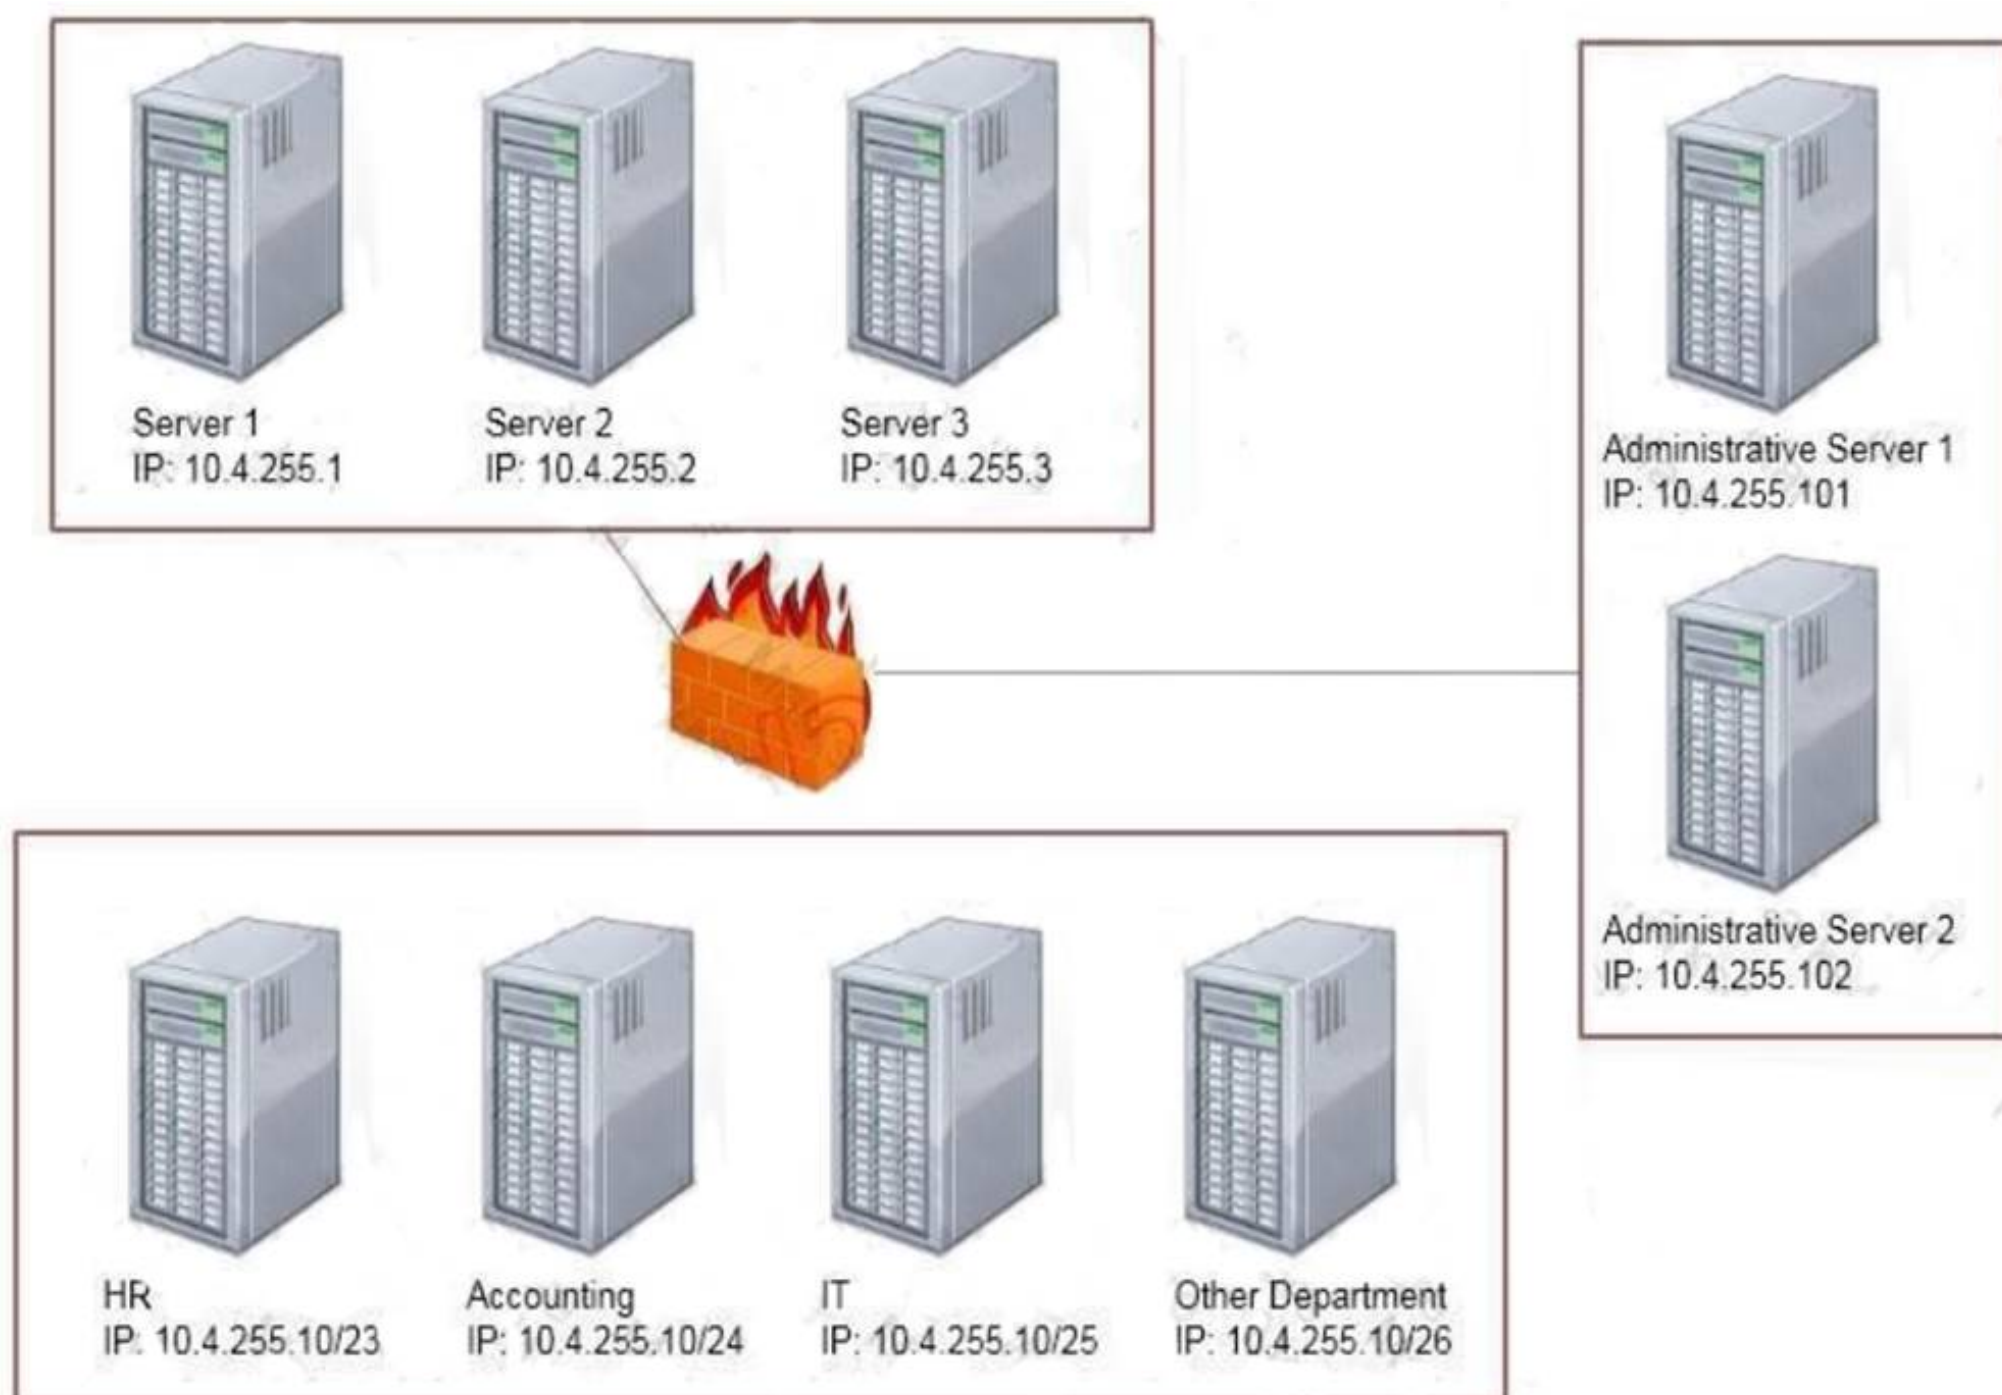 Server 1
IP: 10.4.255.1
Server 2
IP: 10.4.255.2
Server 3
IP: 10.4.255.3
Administrative Server 1
IP: 10.4.255.101
Administrative Server 2
IP: 10.4.255.102
HR
IP: 10.4.255.10/23
Accounting
IP: 10.4.255.10/24
IT
IP: 10.4.255.10/25
Other Department
IP: 10.4.255.10/26